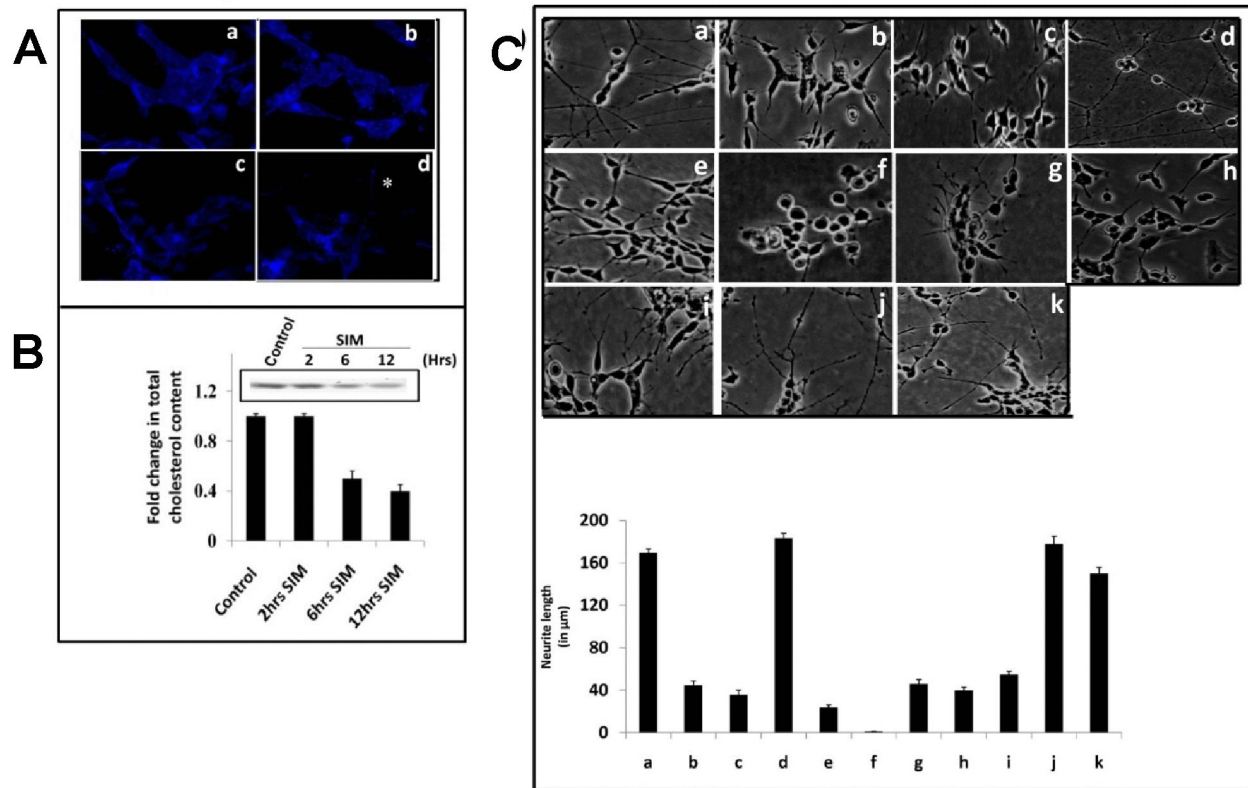 A
a
b
c
d
*
B
Control
SIM
2 6 12 (Hrs)
Fold change in total
cholesterol content
1.2
0.8
0.4
0
Control
2hrs SIM
6hrs SIM
12hrs SIM
C
a
b
c
d
e
f
g
h
i
j
k
Neurite length
(in µm)
200
160
120
80
40
0
a b c d e f g h i j k